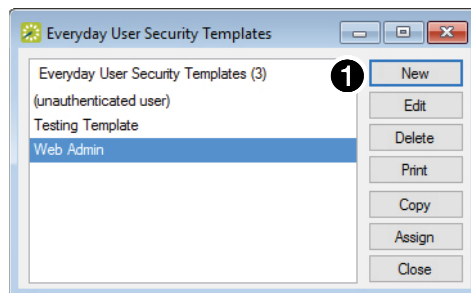 Everyday User Security Templates
Everyday User Security Templates (3)
(unauthenticated user)
Testing Template
Web Admin
1
New
Edit
Delete
Print
Copy
Assign
Close